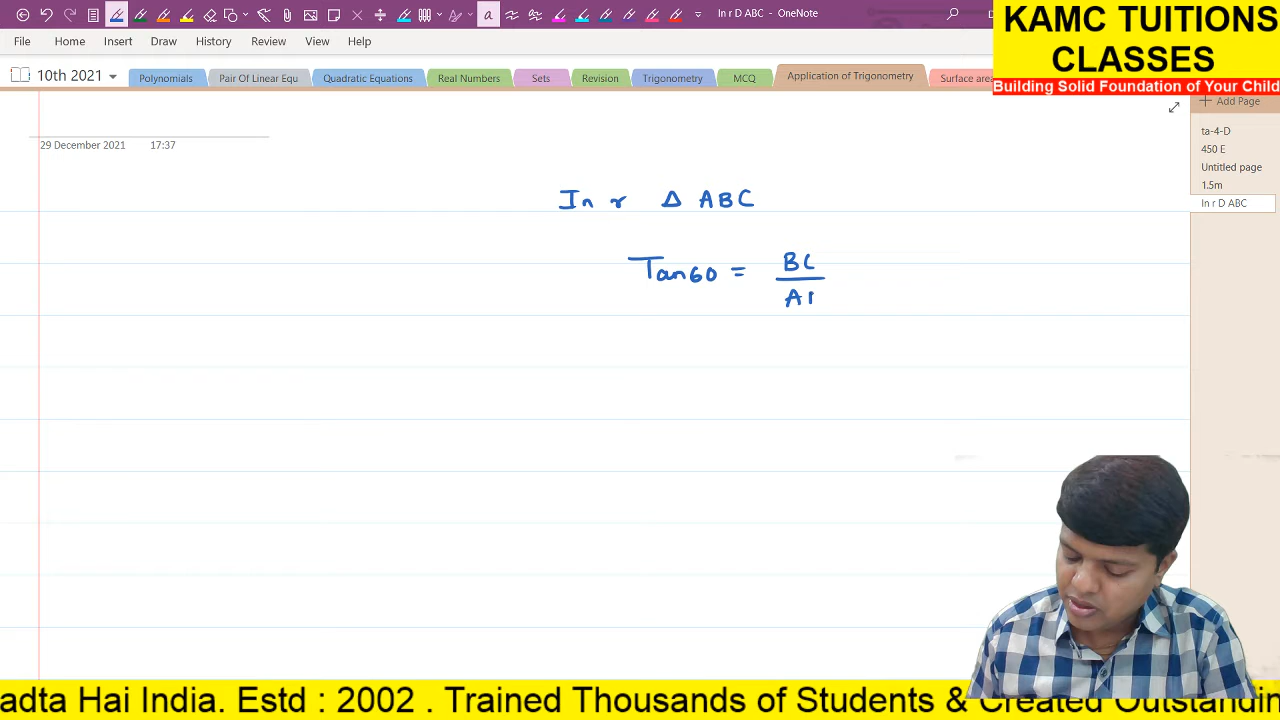 In r D ABC - OneNote
KAMC TUITIONS
CLASSES
Building Solid Foundation of Your Child
File Home Insert Draw History Review View Help
10th 2021
Polynomials Pair Of Linear Equ Quadratic Equations Real Numbers Sets Revision Trigonometry MCQ Application of Trigonometry Surface area
Add Page
ta-4-D
450 E
Untitled page
1.5m
In r D ABC
29 December 2021 17:37
In r Δ ABC
Tan60 = BC
A
adta Hai India. Estd : 2002 . Trained Thousands of Students & Created Outstandin